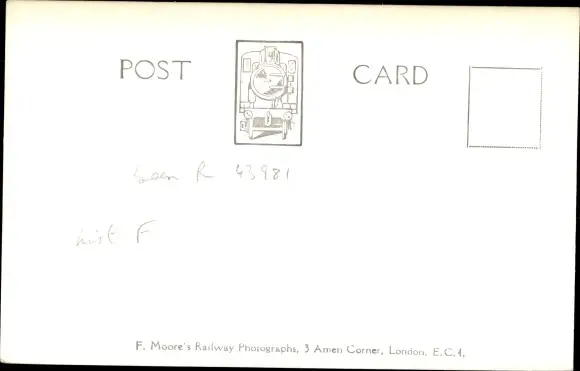 POST CARD
R 43981
F
F. Moore's Railway Photographs, 3 Amen Corner, London, E.C.4.